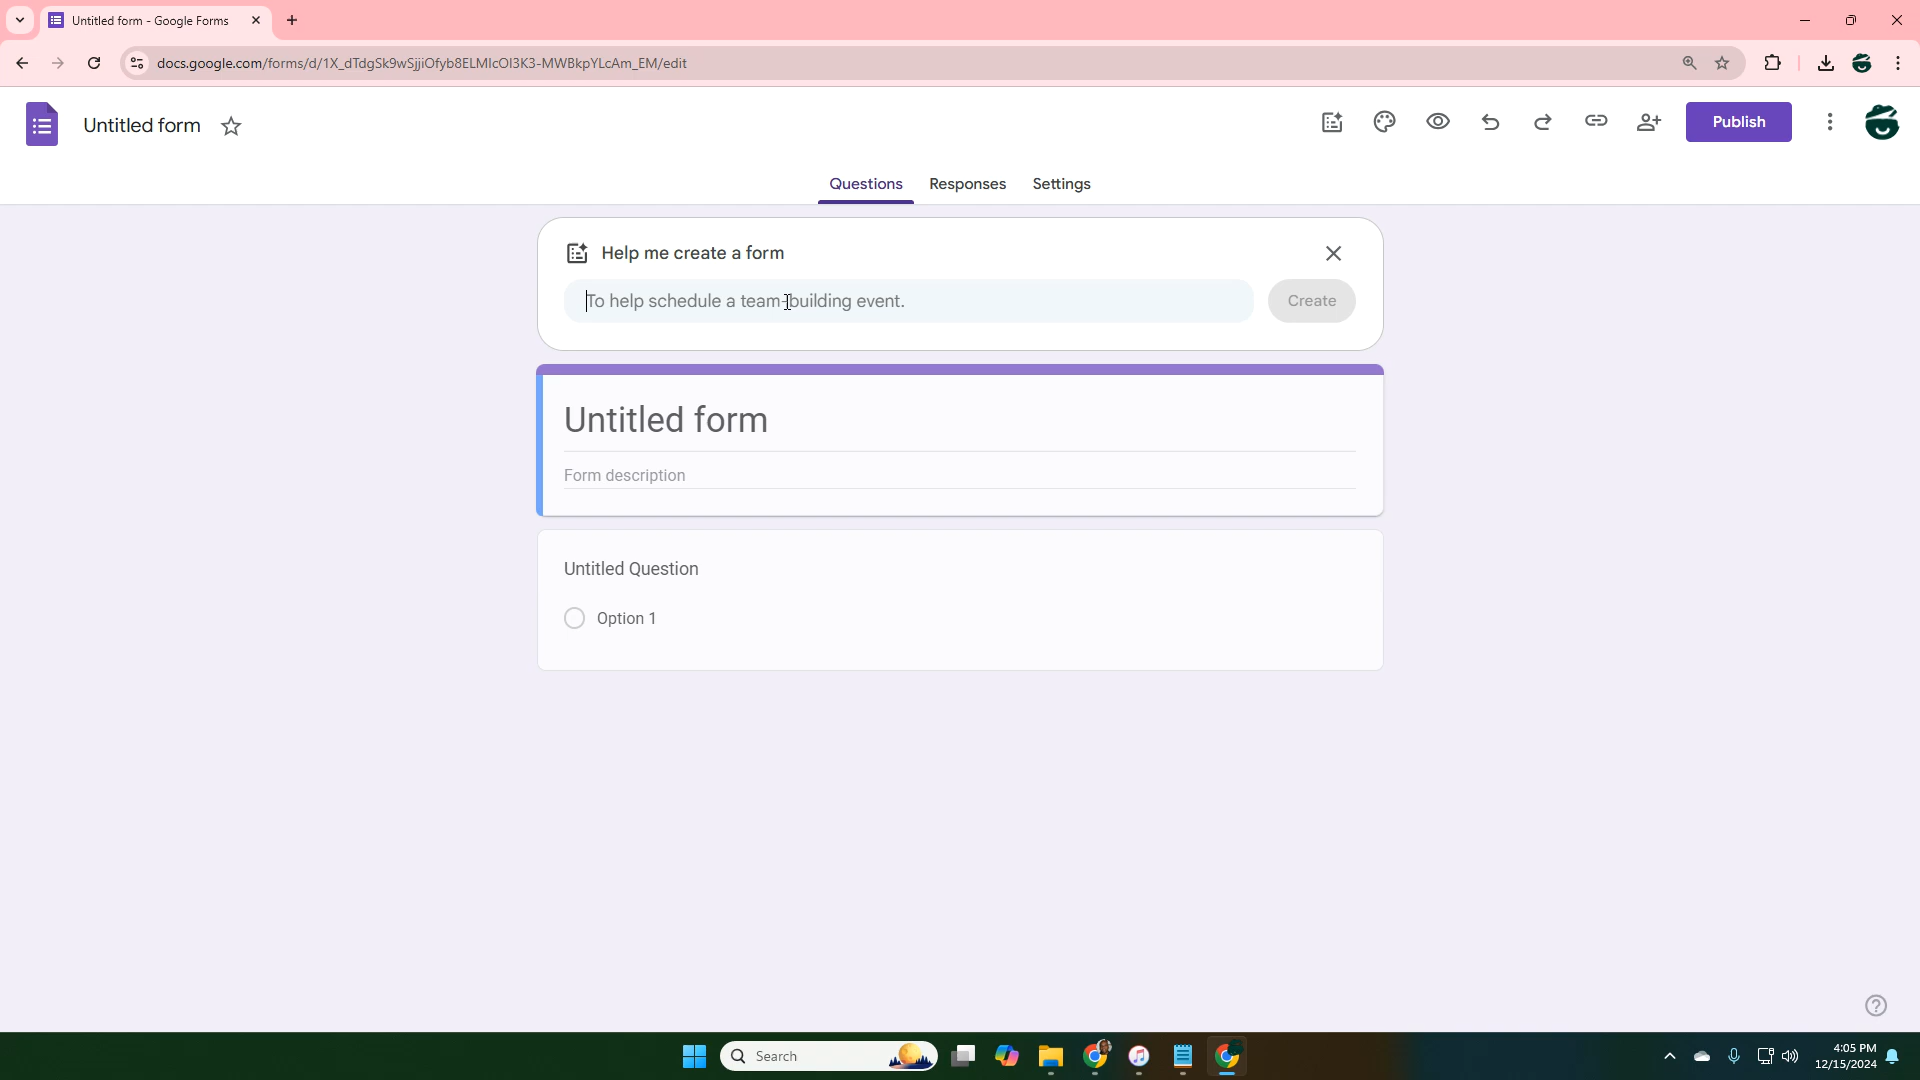 Untitled form - Google Forms
docs.google.com/forms/d/1X_dTdgSk9wSjjiOfyb8ELMIcOI3K3-MWBkpYLcAm_EM/edit
Untitled form
Publish
Questions Responses Settings
Help me create a form
To help schedule a team-building event.
Create
Untitled form
Form description
Untitled Question
Option 1
Search
4:05 PM
12/15/2024